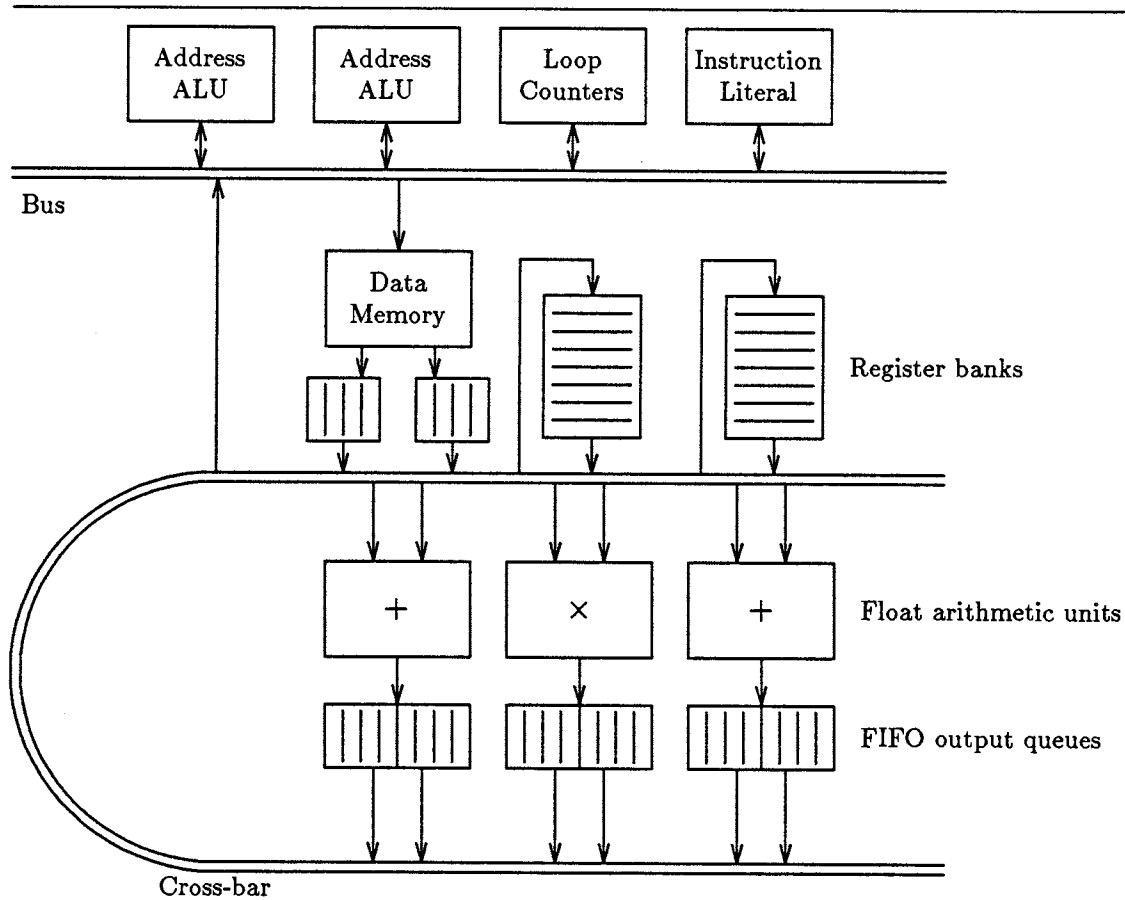 Address
ALU
Address
ALU
Loop
Counters
Instruction
Literal
Bus
Data
Memory
Register banks
+
×
+
Float arithmetic units
FIFO output queues
Cross-bar